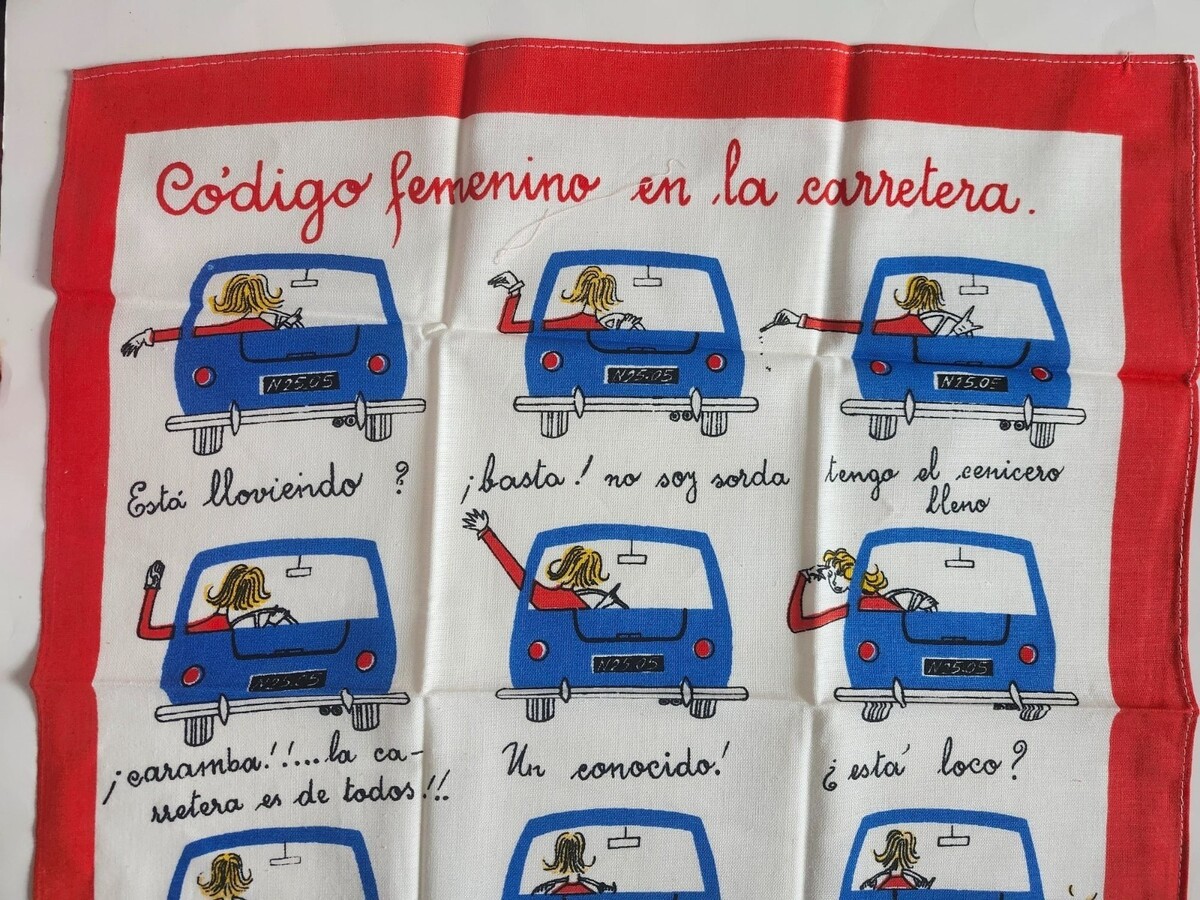 Código femenino en la carretera.
N25.05
N25.05
N25.05
Está lloviendo ?
¡basta! no soy sorda
tengo el cenicero
lleno
N25.05
N25.05
N25.05
¡caramba!!...la ca-
rretera es de todos!!
Un conocido!
¿está loco?